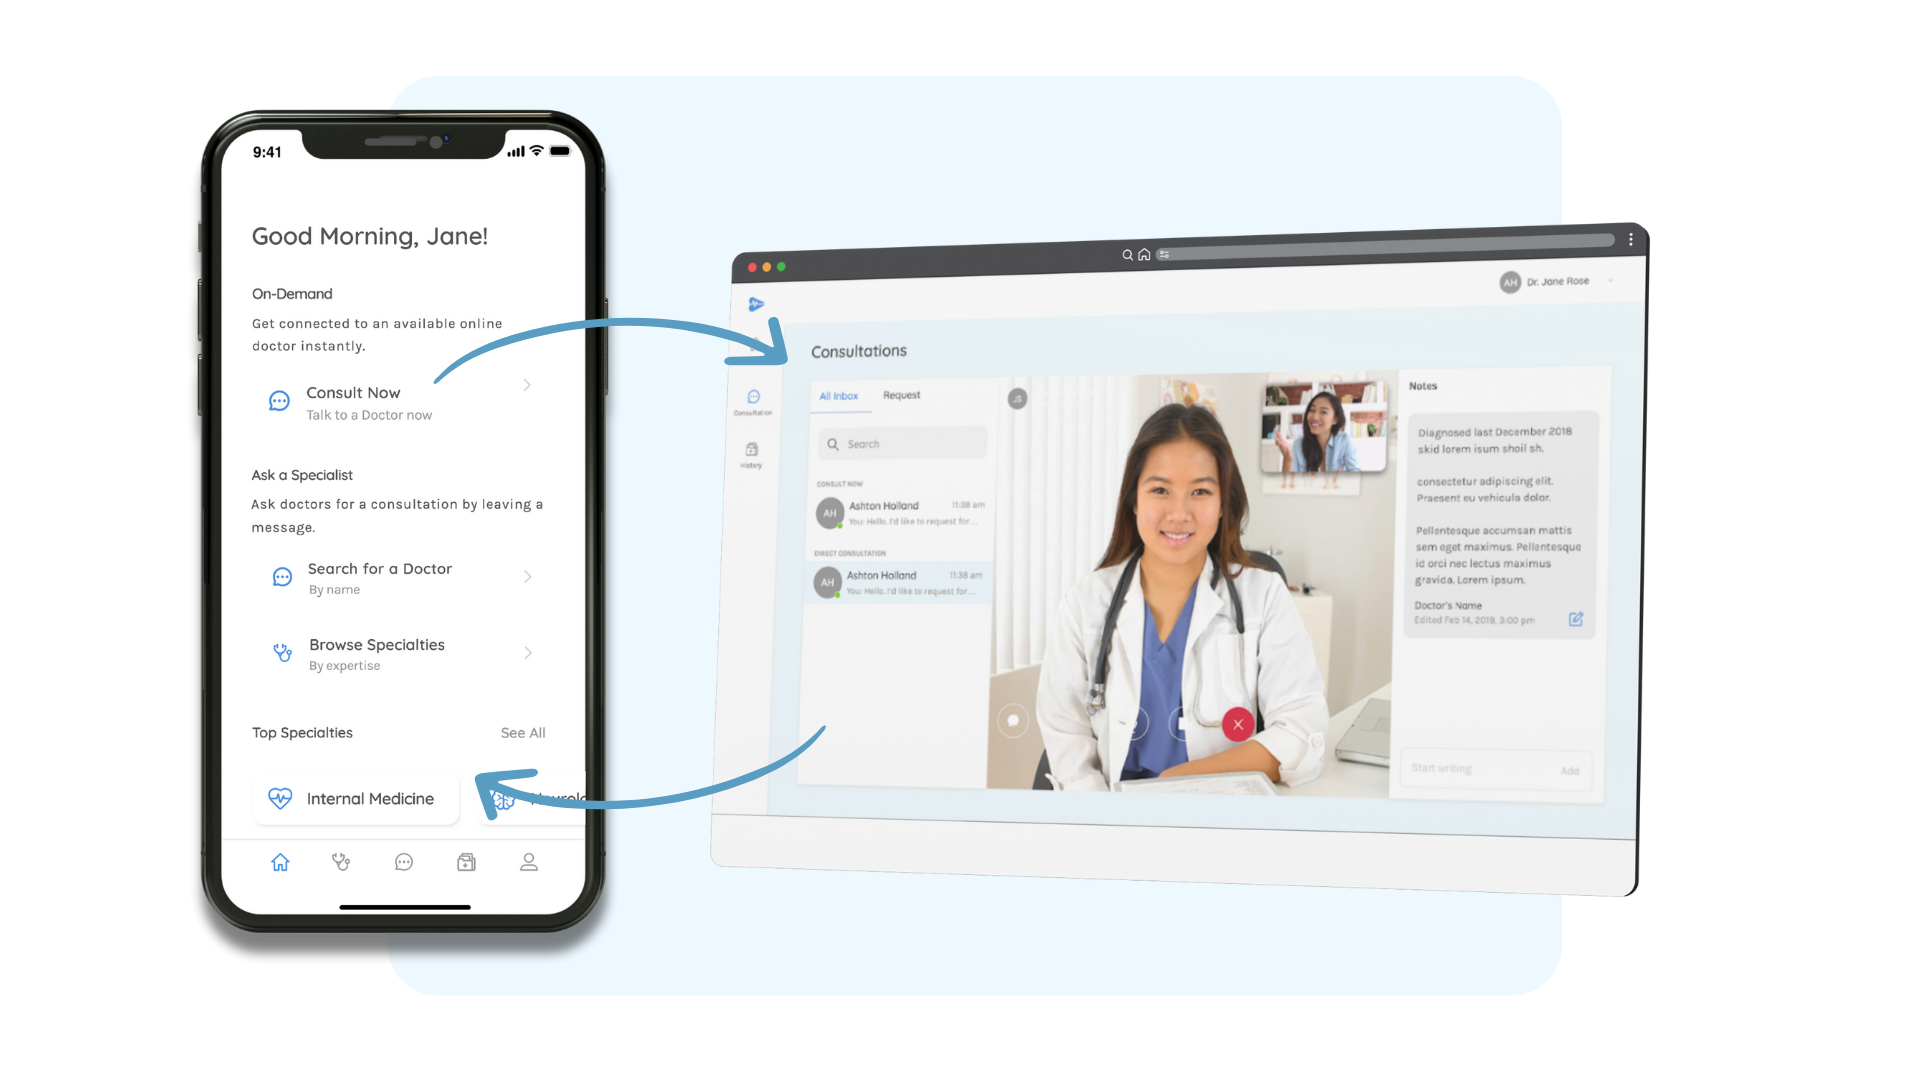 9:41
Good Morning, Jane!
On-Demand
Get connected to an available online
doctor instantly.
Consult Now
Talk to a Doctor now
Ask a Specialist
Ask doctors for a consultation by leaving a
message.
Search for a Doctor
By name
Browse Specialties
By expertise
Top Specialties
See All
Internal Medicine
AH
Dr. Jane Rose
Consultation
History
Consultations
All Inbox
Request
Search
CONSULT NOW
AH
Ashton Holland
11:38 am
You: Hello, I'd like to request for...
DIRECT CONSULTATION
AH
Ashton Holland
11:38 am
You: Hello, I'd like to request for...
JS
Notes
Diagnosed last December 2018
skid lorem isum shoil sh.
consectetur adipiscing elit.
Praesent eu vehicula dolor.
Pellentesque accumsan mattis
sem eget maximus. Pellentesque
id orci nec lectus maximus
gravida. Lorem ipsum.
Doctor's Name
Edited Feb 14, 2019, 3:00 pm
Start writing
Add